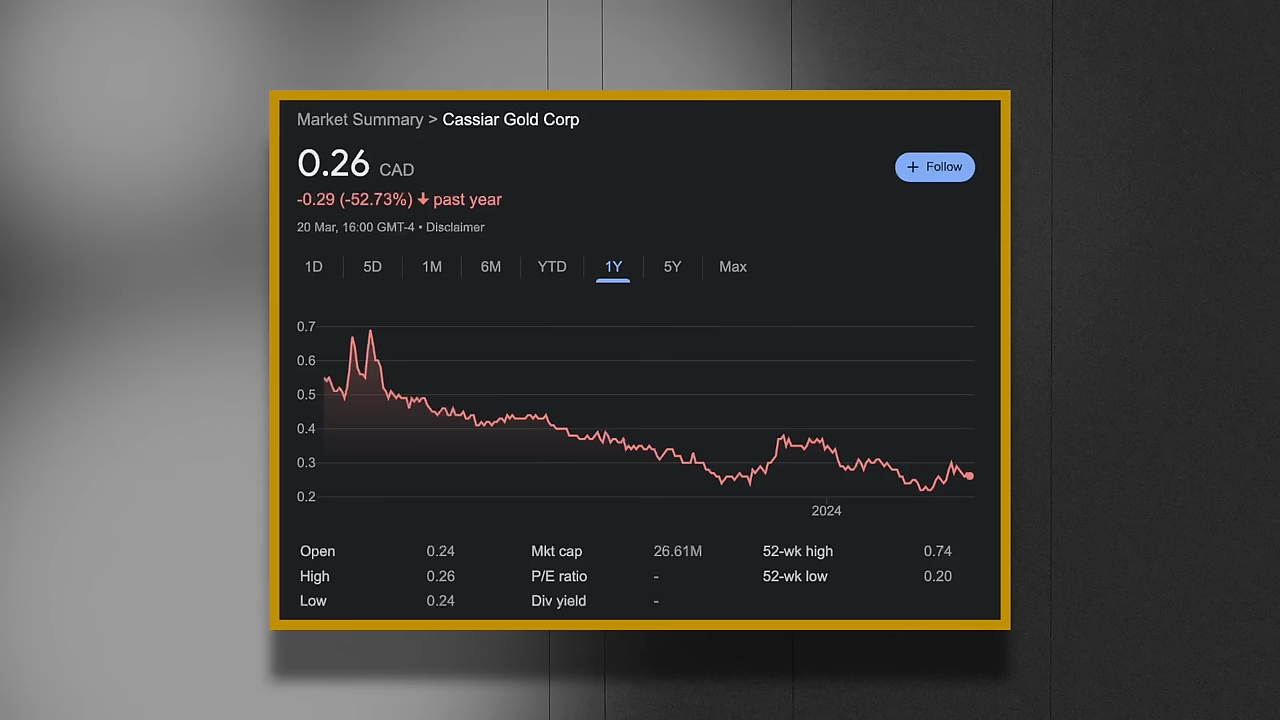 Market Summary > Cassiar Gold Corp
0.26 CAD
+ Follow
-0.29 (-52.73%) ↓ past year
20 Mar, 16:00 GMT-4 • Disclaimer
1D 5D 1M 6M YTD 1Y 5Y Max
0.7
0.6
0.5
0.4
0.3
0.2
2024
Open 0.24 Mkt cap 26.61M 52-wk high 0.74
High 0.26 P/E ratio - 52-wk low 0.20
Low 0.24 Div yield -